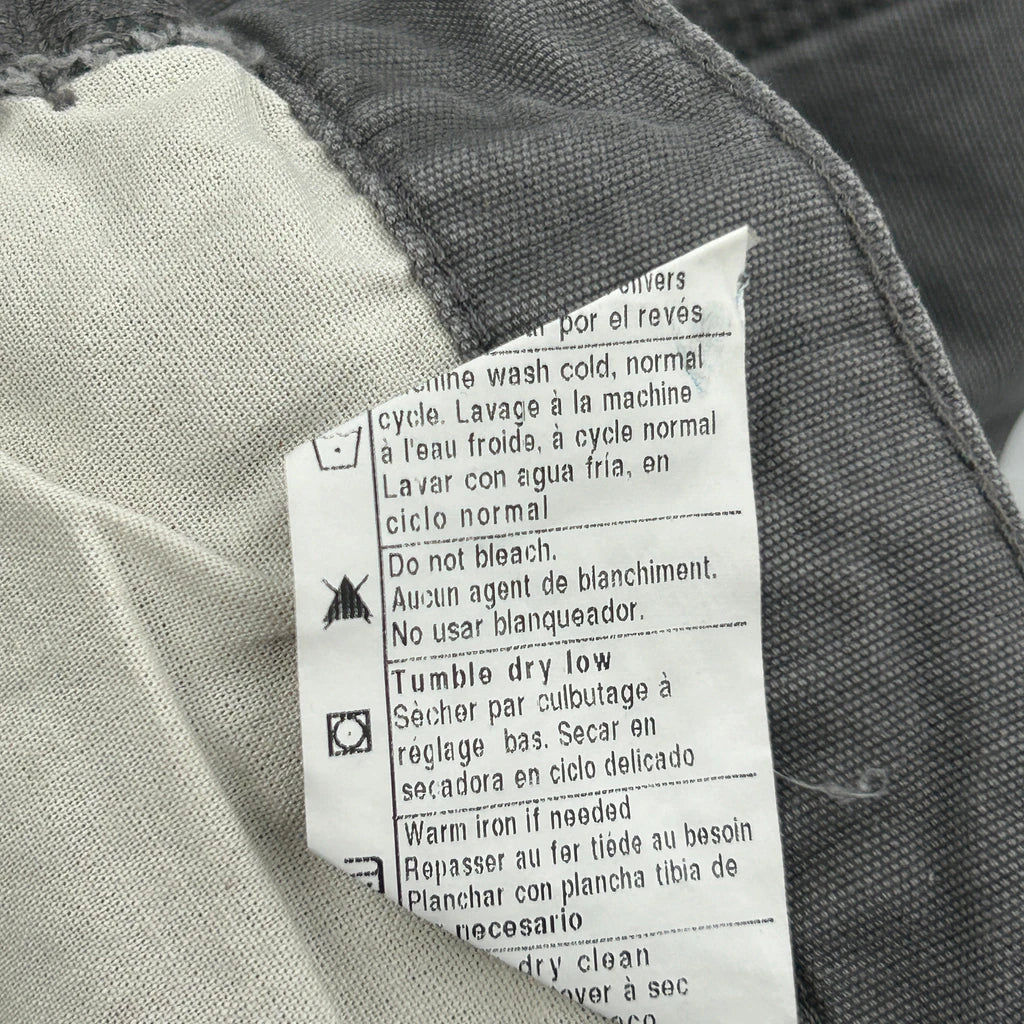 por el revés
wash cold, normal
cycle. Lavage à la machine
à l'eau froide, à cycle normal
Lavar con agua fría, en
ciclo normal
Do not bleach.
Aucun agent de blanchiment.
No usar blanqueador.
Tumble dry low
Sècher par culbutage à
réglage bas. Secar en
secadora en ciclo delicado
Warm iron if needed
Repasser au fer tiéde au besoin
Planchar con plancha tibia de
necesario
dry clean
à sec